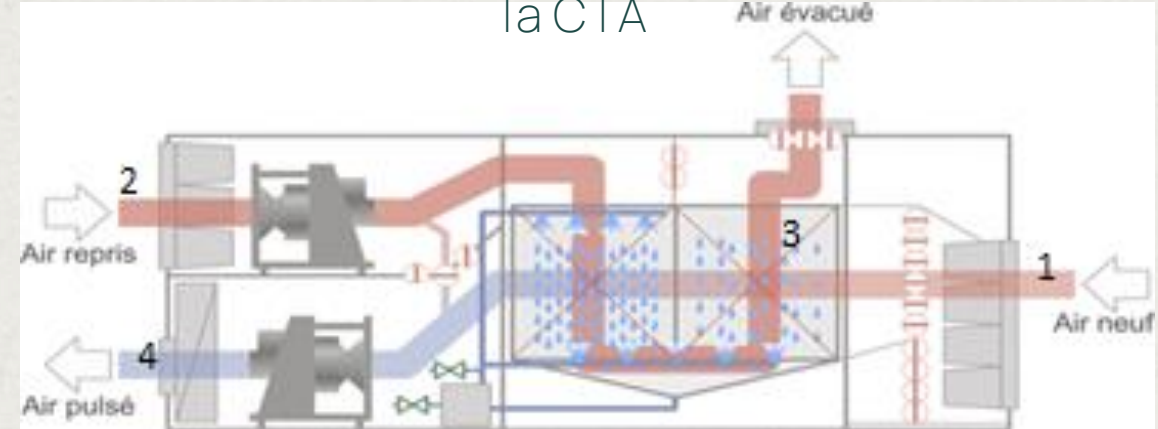 la CTA
Air évacué
2
Air repris
3
1
Air neuf
4
Air pulsé